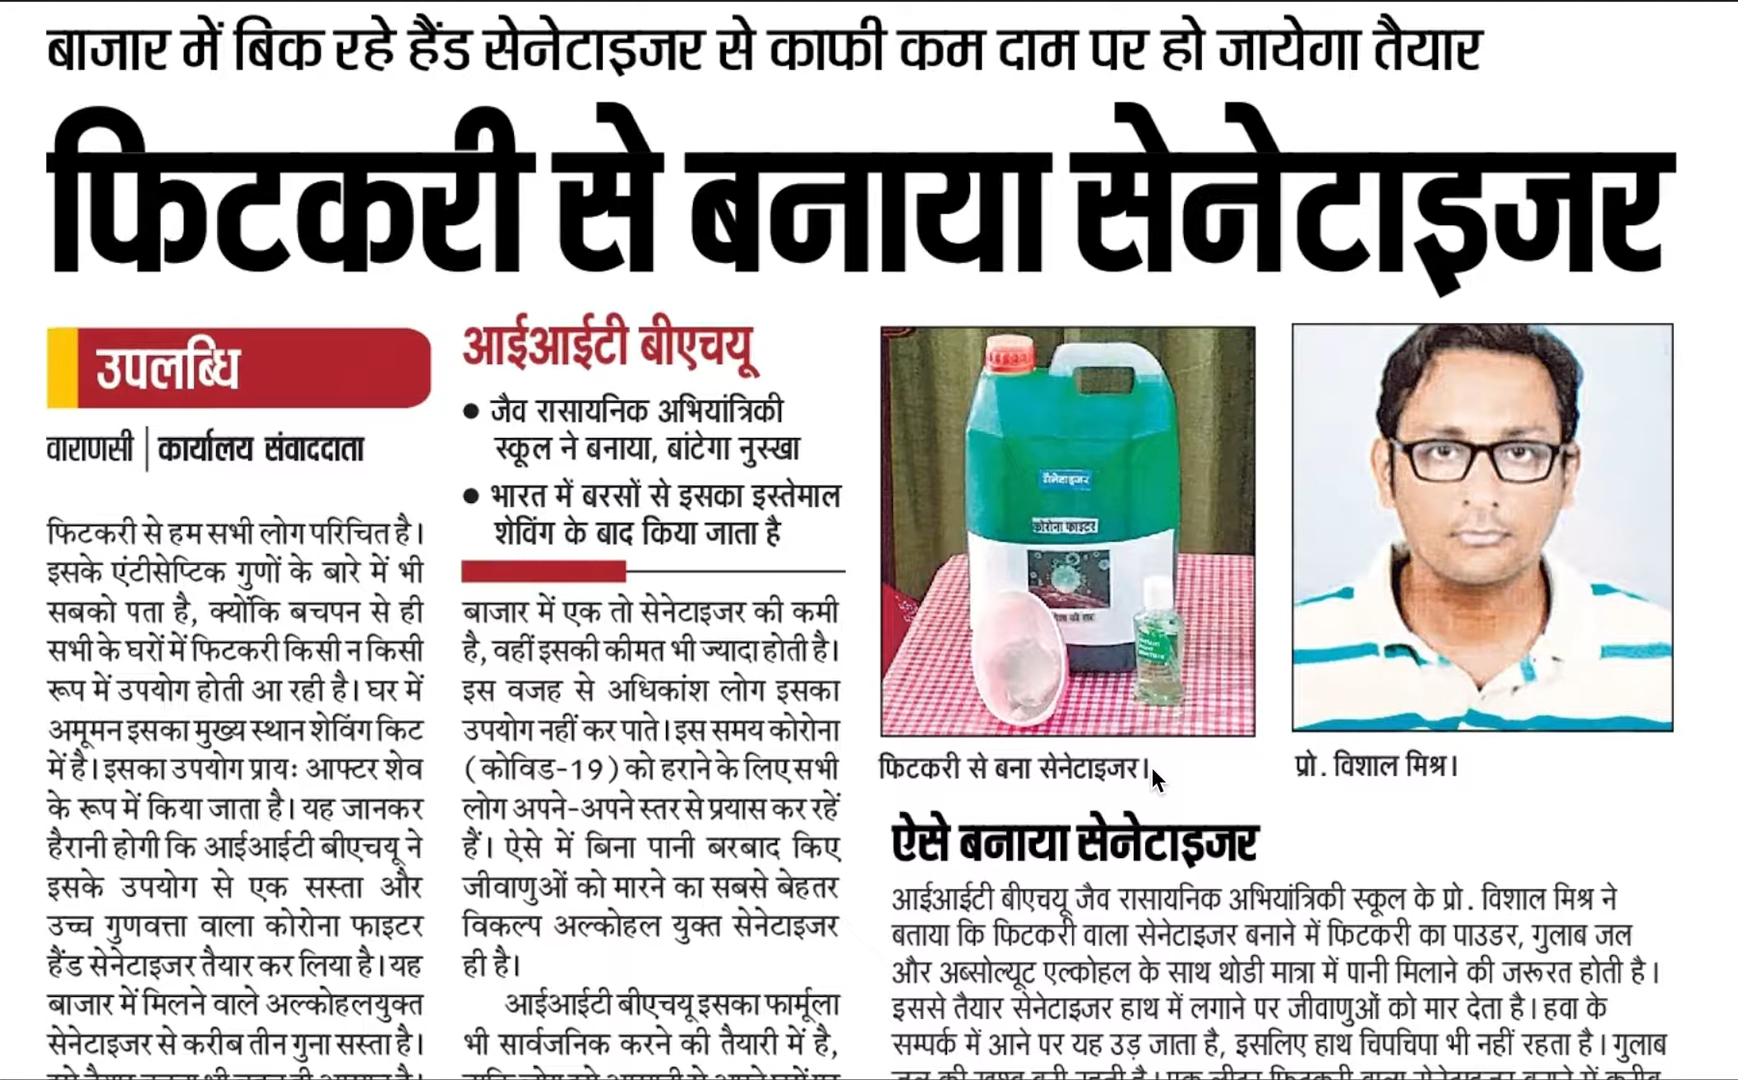 बाजार में बिक रहे हैंड सेनेटाइजर से काफी कम दाम पर हो जायेगा तैयार
फिटकरी से बनाया सेनेटाइजर
उपलब्धि
वाराणसी | कार्यालय संवाददाता
फिटकरी से हम सभी लोग परिचित है।
इसके एंटीसेप्टिक गुणों के बारे में भी
सबको पता है, क्योंकि बचपन से ही
सभी के घरों में फिटकरी किसी न किसी
रूप में उपयोग होती आ रही है। घर में
अमूमन इसका मुख्य स्थान शेविंग किट
में है। इसका उपयोग प्रायः आफ्टर शेव
के रूप में किया जाता है। यह जानकर
हैरानी होगी कि आईआईटी बीएचयू ने
इसके उपयोग से एक सस्ता और
उच्च गुणवत्ता वाला कोरोना फाइटर
हैंड सेनेटाइजर तैयार कर लिया है। यह
बाजार में मिलने वाले अल्कोहलयुक्त
सेनेटाइजर से करीब तीन गुना सस्ता है।
आईआईटी बीएचयू
● जैव रासायनिक अभियांत्रिकी
स्कूल ने बनाया, बांटेगा नुस्खा
● भारत में बरसों से इसका इस्तेमाल
शेविंग के बाद किया जाता है
बाजार में एक तो सेनेटाइजर की कमी
है, वहीं इसकी कीमत भी ज्यादा होती है।
इस वजह से अधिकांश लोग इसका
उपयोग नहीं कर पाते। इस समय कोरोना
(कोविड-19) को हराने के लिए सभी
लोग अपने-अपने स्तर से प्रयास कर रहें
हैं। ऐसे में बिना पानी बरबाद किए
जीवाणुओं को मारने का सबसे बेहतर
विकल्प अल्कोहल युक्त सेनेटाइजर
ही है।
आईआईटी बीएचयू इसका फार्मूला
भी सार्वजनिक करने की तैयारी में है,
सैनेटाइजर
कोरोना फाइटर
फिटकरी से बना सेनेटाइजर।
प्रो. विशाल मिश्र।
ऐसे बनाया सेनेटाइजर
आईआईटी बीएचयू जैव रासायनिक अभियांत्रिकी स्कूल के प्रो. विशाल मिश्र ने
बताया कि फिटकरी वाला सेनेटाइजर बनाने में फिटकरी का पाउडर, गुलाब जल
और अब्सोल्यूट एल्कोहल के साथ थोडी मात्रा में पानी मिलाने की जरूरत होती है।
इससे तैयार सेनेटाइजर हाथ में लगाने पर जीवाणुओं को मार देता है। हवा के
सम्पर्क में आने पर यह उड़ जाता है, इसलिए हाथ चिपचिपा भी नहीं रहता है। गुलाब